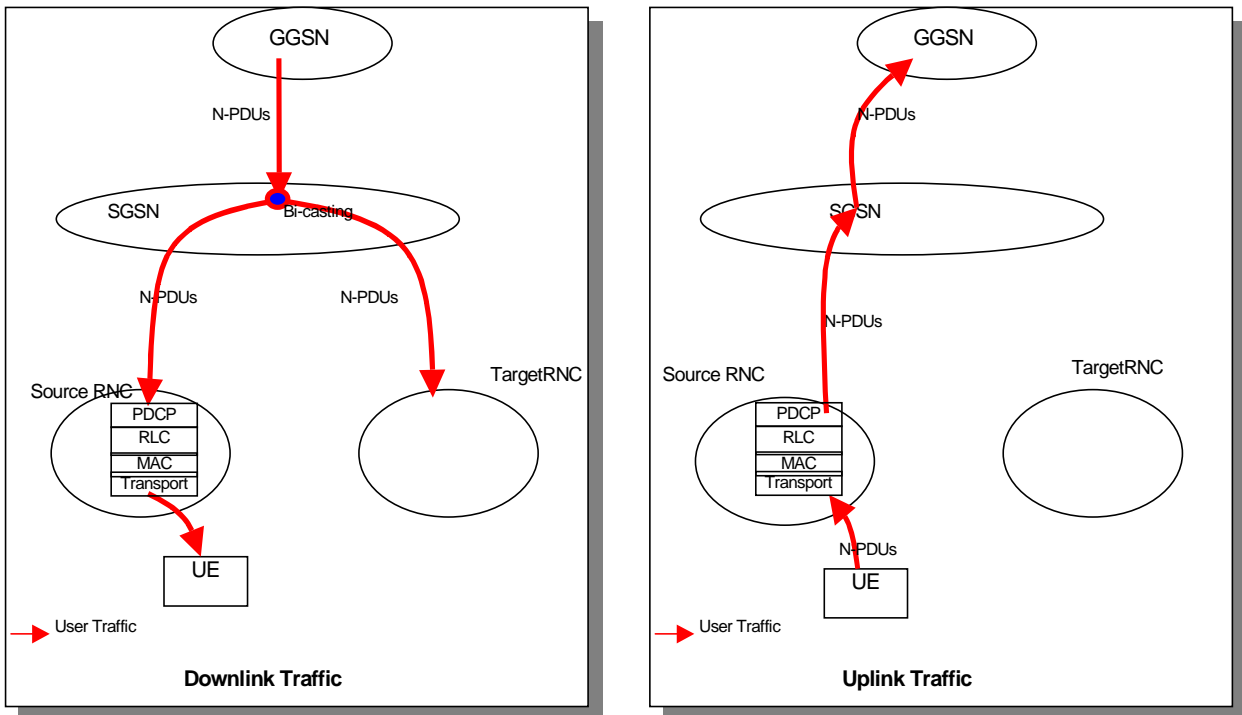 GGSN
N-PDUs
SGSN
Bi-casting
N-PDUs
N-PDUs
Source RNC
TargetRNC
PDCP
RLC
MAC
Transport
UE
User Traffic
Downlink Traffic
GGSN
N-PDUs
SGSN
N-PDUs
Source RNC
TargetRNC
PDCP
RLC
MAC
Transport
N-PDUs
UE
User Traffic
Uplink Traffic